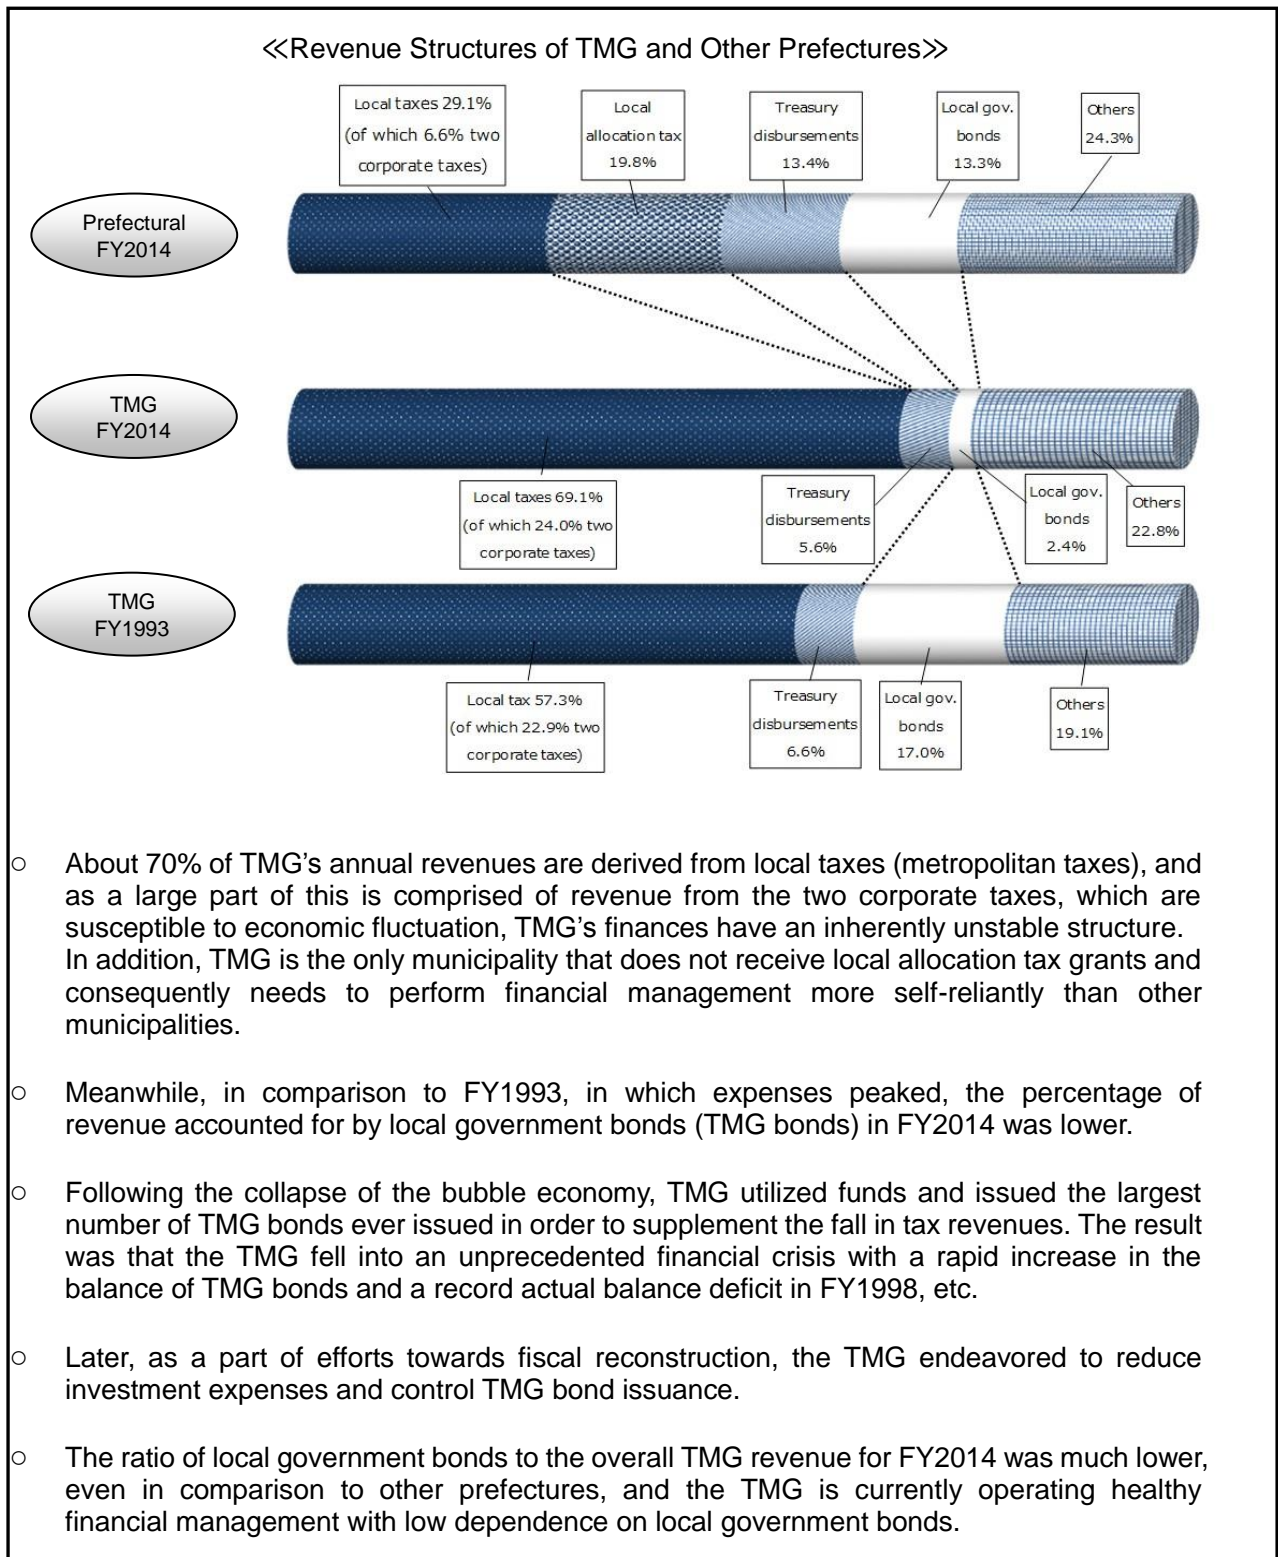 ≪Revenue Structures of TMG and Other Prefectures≫
Local taxes 29.1%
(of which 6.6% two
corporate taxes)
Local
allocation tax
19.8%
Treasury
disbursements
13.4%
Local gov.
bonds
13.3%
Others
24.3%
Prefectural
FY2014
TMG
FY2014
Local taxes 69.1%
(of which 24.0% two
corporate taxes)
Treasury
disbursements
5.6%
Local gov.
bonds
2.4%
Others
22.8%
TMG
FY1993
Local tax 57.3%
(of which 22.9% two
corporate taxes)
Treasury
disbursements
6.6%
Local gov.
bonds
17.0%
Others
19.1%
○ About 70% of TMG's annual revenues are derived from local taxes (metropolitan taxes), and
as a large part of this is comprised of revenue from the two corporate taxes, which are
susceptible to economic fluctuation, TMG's finances have an inherently unstable structure.
In addition, TMG is the only municipality that does not receive local allocation tax grants and
consequently needs to perform financial management more self-reliantly than other
municipalities.
○ Meanwhile, in comparison to FY1993, in which expenses peaked, the percentage of
revenue accounted for by local government bonds (TMG bonds) in FY2014 was lower.
○ Following the collapse of the bubble economy, TMG utilized funds and issued the largest
number of TMG bonds ever issued in order to supplement the fall in tax revenues. The result
was that the TMG fell into an unprecedented financial crisis with a rapid increase in the
balance of TMG bonds and a record actual balance deficit in FY1998, etc.
○ Later, as a part of efforts towards fiscal reconstruction, the TMG endeavored to reduce
investment expenses and control TMG bond issuance.
○ The ratio of local government bonds to the overall TMG revenue for FY2014 was much lower,
even in comparison to other prefectures, and the TMG is currently operating healthy
financial management with low dependence on local government bonds.